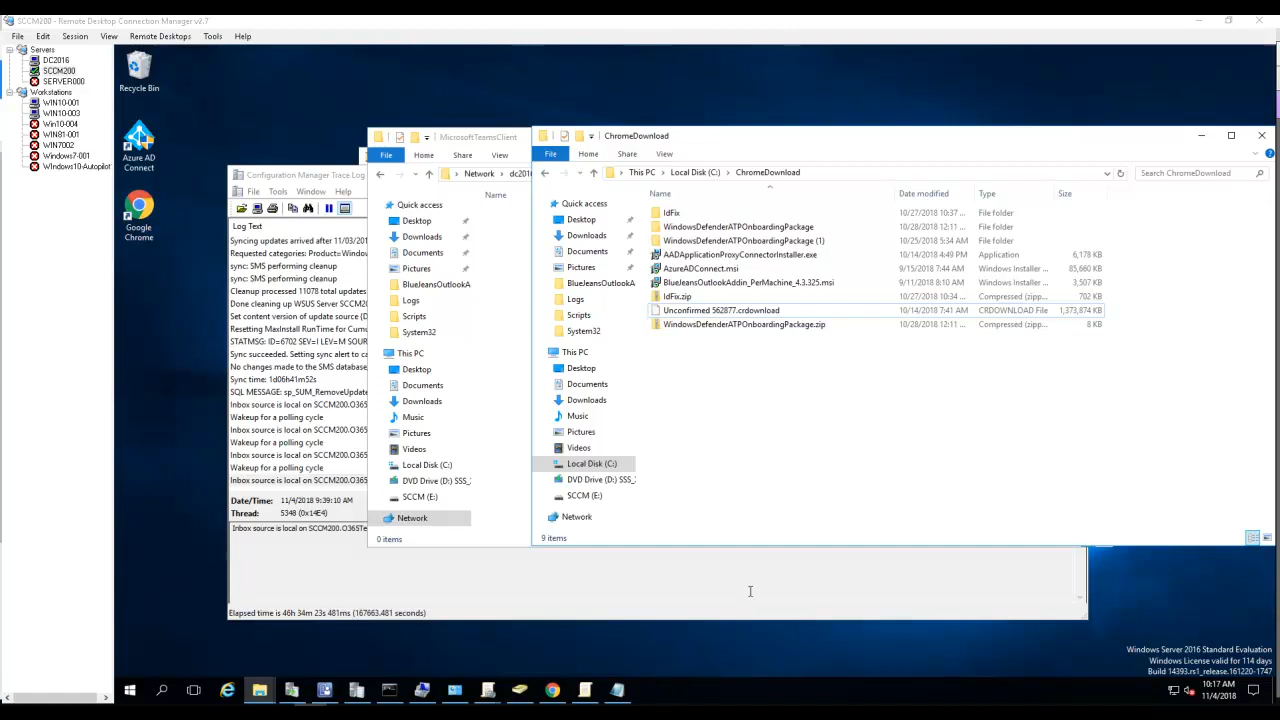 SCCM200 - Remote Desktop Connection Manager v2.7
File Edit Session View Remote Desktops Tools Help
Servers
DC2016
SCCM200
SERVER000
Workstations
WIN10-001
WIN10-003
Win10-004
WIN81-001
WIN7002
Windows7-001
Windows10-Autopilot
Recycle Bin
Azure AD
Connect
Google
Chrome
Configuration Manager Trace Log
File Tools Window Help
Log Text
Syncing updates arrived after 11/03/201
Requested categories: Product=Window
sync: SMS performing cleanup
sync: SMS performing cleanup
Cleanup processed 11078 total updates
Done cleaning up WSUS Server SCCM20
Set content version of update source
Resetting MaxInstall RunTime for Cumu
STATMSG: ID=6702 SEV=I LEV=M SOUR
Sync succeeded. Setting sync alert to ca
No changes made to the SMS database,
Sync time: 1d06h41m52s
SQL MESSAGE: sp_SUM_RemoveUpdate
Inbox source is local on SCCM200.O365
Wakeup for a polling cycle
Inbox source is local on SCCM200.O365
Wakeup for a polling cycle
Inbox source is local on SCCM200.O365
Wakeup for a polling cycle
Inbox source is local on SCCM200.O365
Date/Time: 11/4/2018 9:39:10 AM
Thread: 5348 (0x14E4)
Inbox source is local on SCCM200.O365Te
Elapsed time is 46h 34m 23s 481ms (167663.481 seconds)
MicrosoftTeamsClient
File Home Share View
Network dc2016
Name
Quick access
Desktop
Downloads
Documents
Pictures
BlueJeansOutlookA
Logs
Scripts
System32
This PC
Desktop
Documents
Downloads
Music
Pictures
Videos
Local Disk (C:)
DVD Drive (D:) SSS_
SCCM (E:)
Network
0 items
ChromeDownload
File Home Share View
This PC Local Disk (C:) ChromeDownload Search ChromeDownload
Quick access
Desktop
Downloads
Documents
Pictures
BlueJeansOutlookA
Logs
Scripts
System32
This PC
Desktop
Documents
Downloads
Music
Pictures
Videos
Local Disk (C:)
DVD Drive (D:) SSS_
SCCM (E:)
Network
Name Date modified Type Size
IdFix 10/27/2018 10:37 ... File folder
WindowsDefenderATPOnboardingPackage 10/28/2018 12:11 ... File folder
WindowsDefenderATPOnboardingPackage (1) 10/25/2018 5:34 AM File folder
AADApplicationProxyConnectorInstaller.exe 10/14/2018 4:49 PM Application 6,178 KB
AzureADConnect.msi 9/15/2018 7:44 AM Windows Installer ... 85,660 KB
BlueJeansOutlookAddin_PerMachine_4.3.325.msi 9/11/2018 8:10 AM Windows Installer ... 3,507 KB
IdFix.zip 10/27/2018 10:34 ... Compressed (zipp... 702 KB
Unconfirmed 562877.crdownload 10/14/2018 7:41 AM CRDOWNLOAD File 1,373,874 KB
WindowsDefenderATPOnboardingPackage.zip 10/28/2018 12:11 ... Compressed (zipp... 8 KB
9 items
Windows Server 2016 Standard Evaluation
Windows License valid for 114 days
Build 14393.rs1_release.161220-1747
10:17 AM
11/4/2018